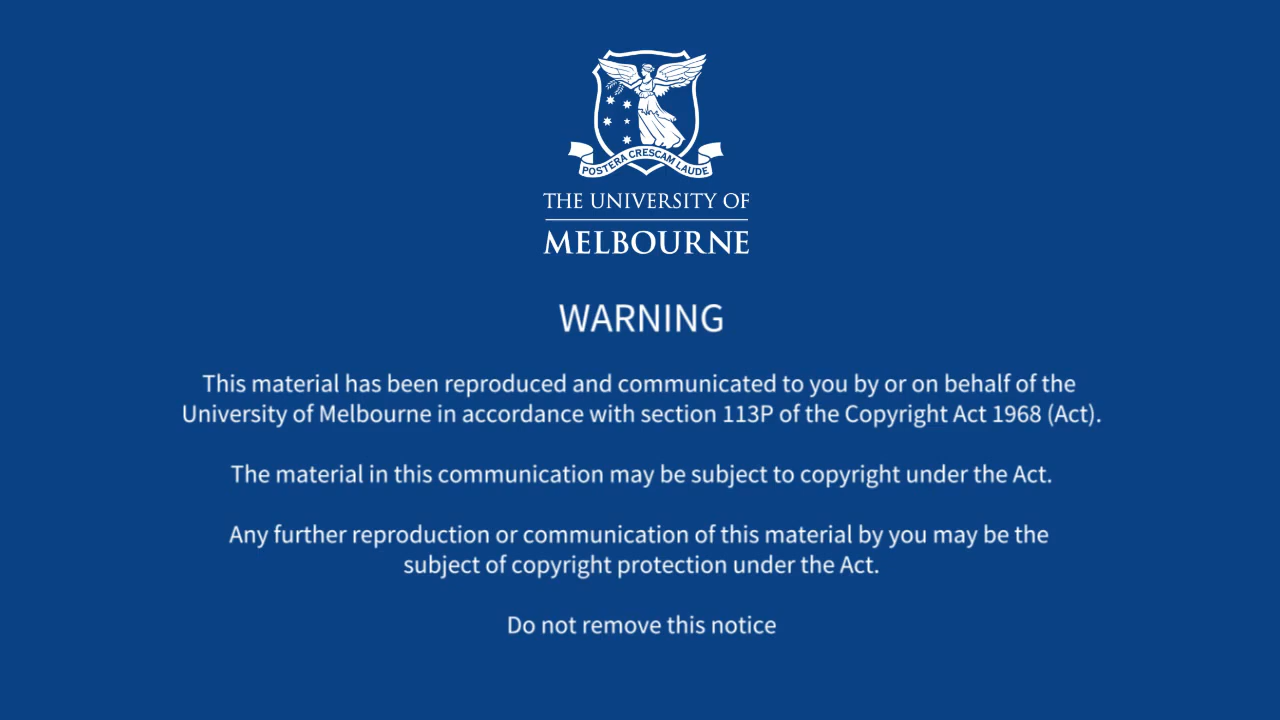 POSTERA CRESCAM LAUDE
THE UNIVERSITY OF
MELBOURNE
WARNING
This material has been reproduced and communicated to you by or on behalf of the
University of Melbourne in accordance with section 113P of the Copyright Act 1968 (Act).
The material in this communication may be subject to copyright under the Act.
Any further reproduction or communication of this material by you may be the
subject of copyright protection under the Act.
Do not remove this notice